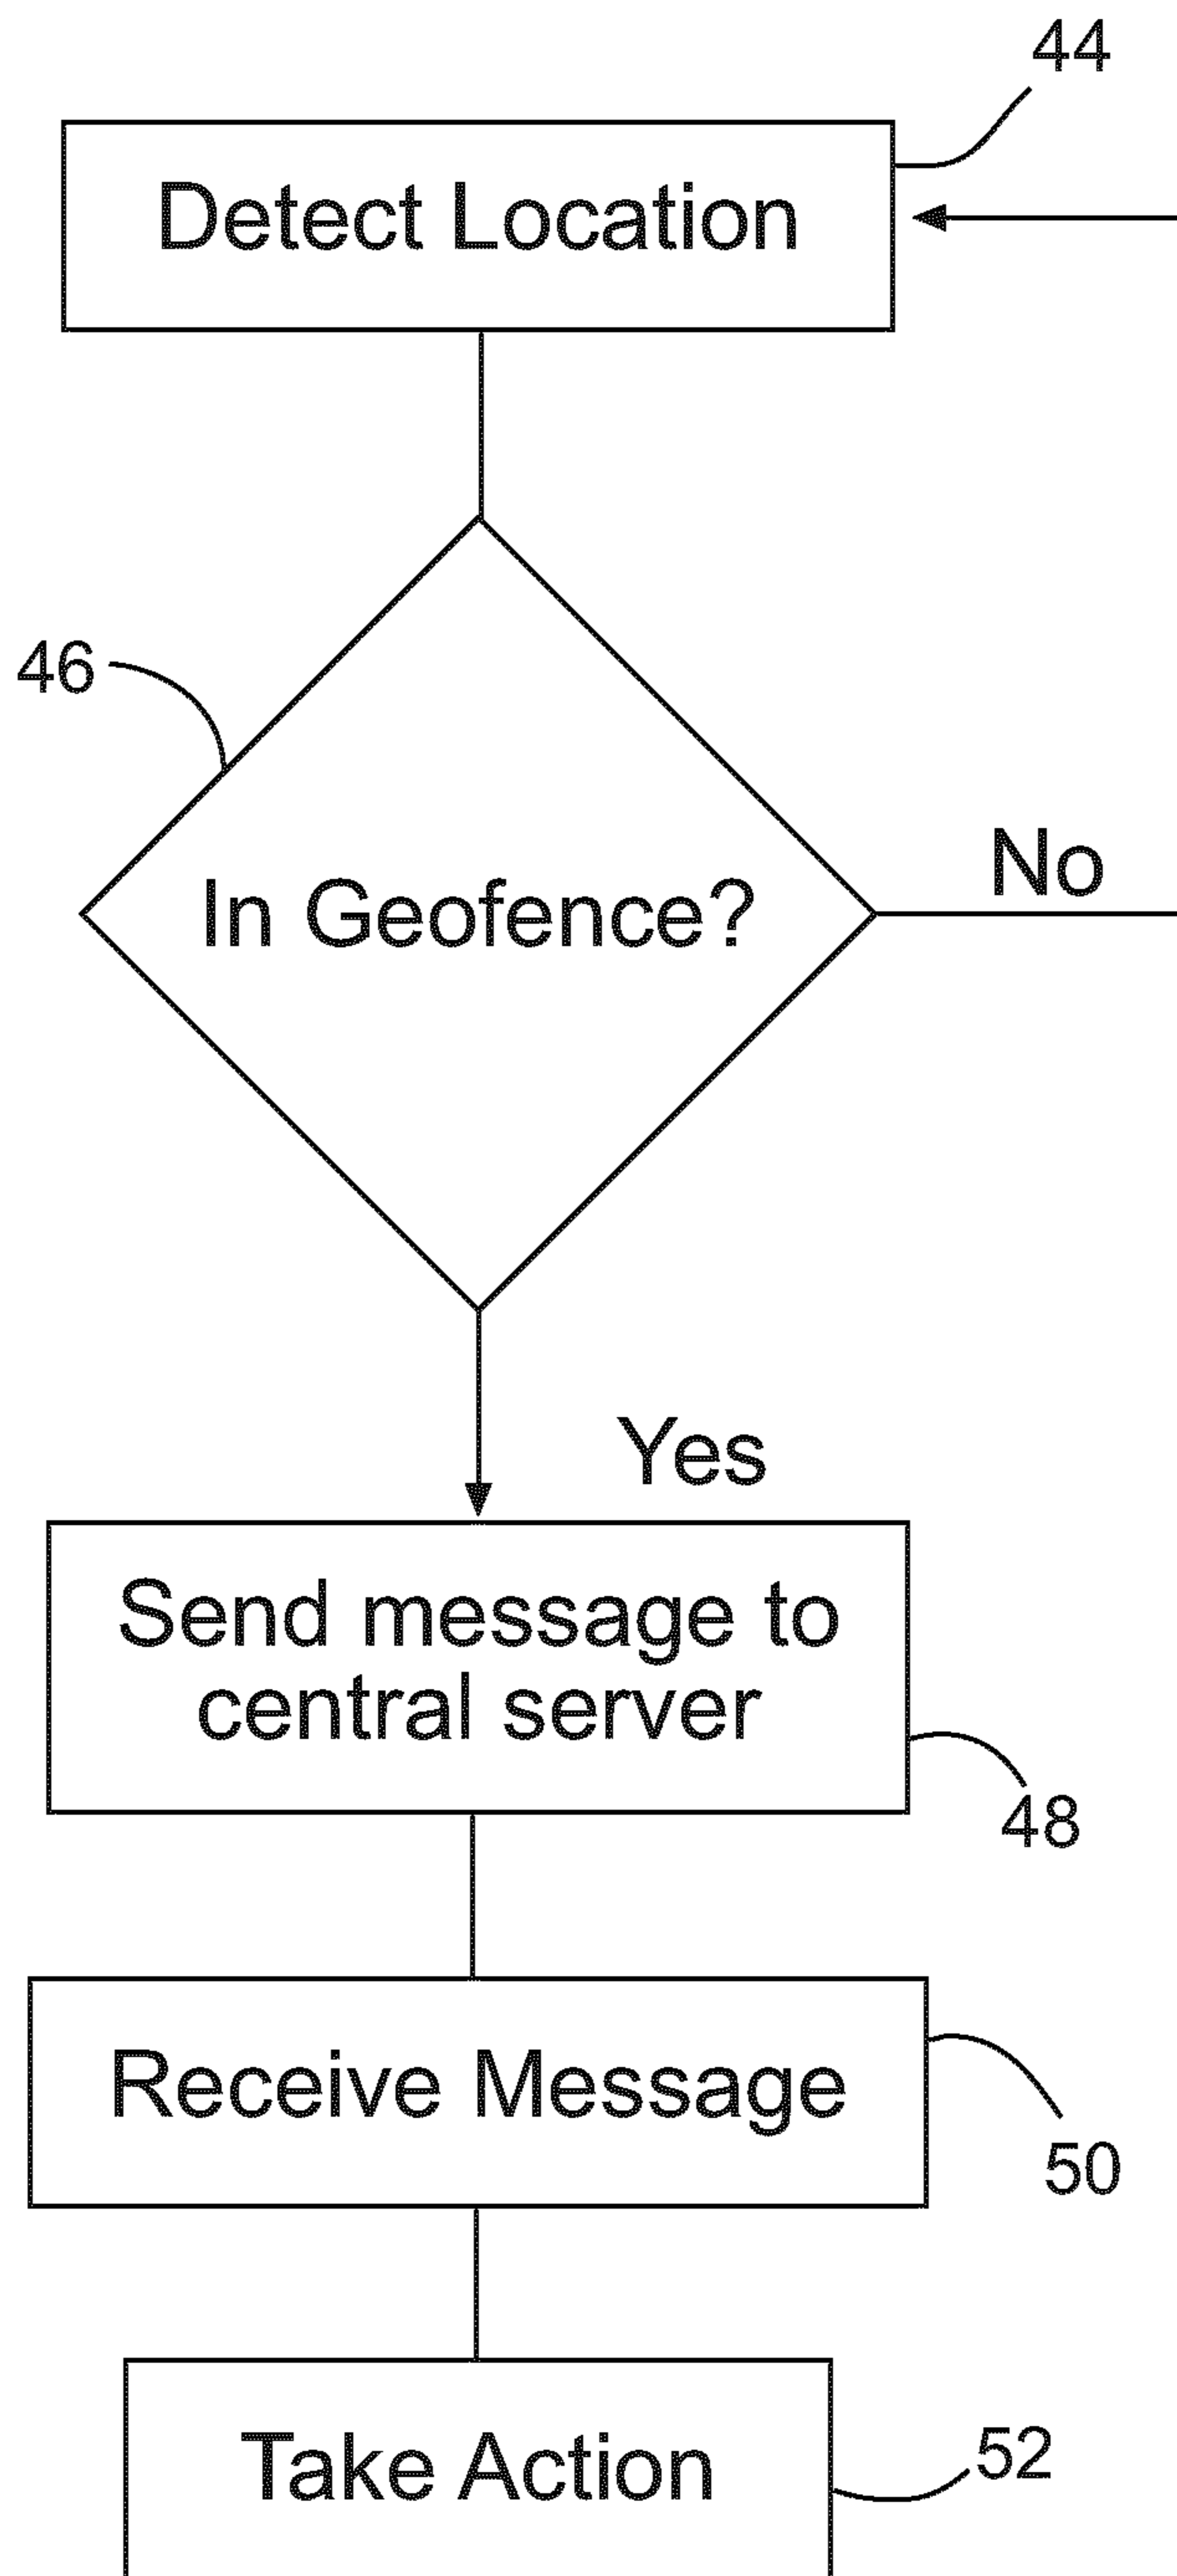 44
Detect Location
46
In Geofence?
No
Yes
Send message to
central server
48
Receive Message
50
Take Action
52